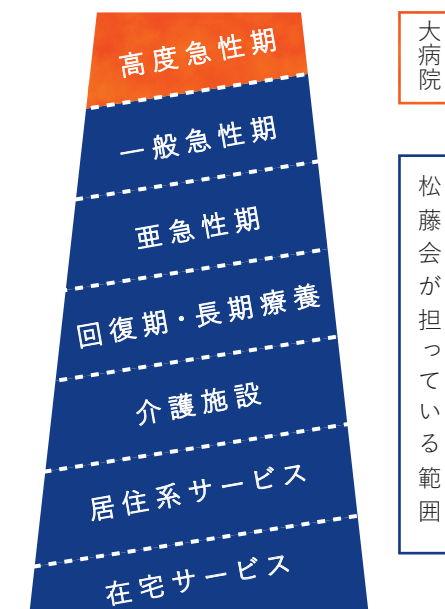 高度急性期
一般急性期
亜急性期
回復期・長期療養
介護施設
居住系サービス
在宅サービス
大病院
松藤会が担っている範囲